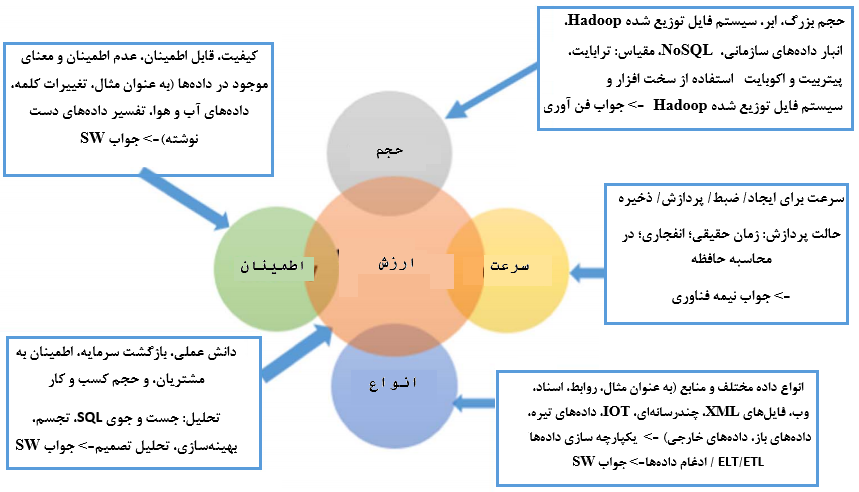 حجم بزرگ، ابر، سیستم فایل توزیع شده Hadoop،
انبار داده‌های سازمانی، NoSQL، مقیاس: ترابایت،
پیتربیت و اکوبایت استفاده از سخت افزار و
سیستم فایل توزیع شده Hadoop -> جواب فن آوری
کیفیت، قابل اطمینان، عدم اطمینان و معنای
موجود در داده‌ها (به عنوان مثال، تغییرات کلمه،
داده‌های آب و هوا، تفسیر داده‌های دست
نوشته) -> جواب SW
حجم
سرعت برای ایجاد/ ضبط/ پردازش/ ذخیره
حالت پردازش: زمان حقیقی؛ انفجاری؛ در
محاسبه حافظه
-> جواب نیمه فناوری
سرعت
ارزش
اطمینان
انواع
دانش عملی، بازگشت سرمایه، اطمینان به
مشتریان، و حجم کسب و کار
تحلیل: جست و جوی SQL، تجسم،
بهینه‌سازی، تحلیل تصمیم-> جواب SW
انواع داده مختلف و منابع (به عنوان مثال، روابط، اسناد،
وب، فایل‌های XML، چندرسانه‌ای، IOT، داده‌های تیره،
داده‌های باز، داده‌های خارجی) -> یکپارچه سازی داده‌ها
ELT/ETL / ادغام داده‌ها-> جواب SW